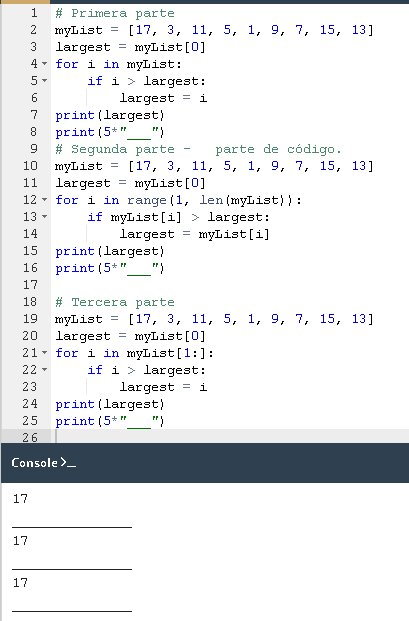 1 # Primera parte
2 myList = [17, 3, 11, 5, 1, 9, 7, 15, 13]
3 largest = myList[0]
4 for i in myList:
5     if i > largest:
6         largest = i
7 print(largest)
8 print(5*"___")
9 # Segunda parte -   parte de código.
10 myList = [17, 3, 11, 5, 1, 9, 7, 15, 13]
11 largest = myList[0]
12 for i in range(1, len(myList)):
13     if myList[i] > largest:
14         largest = myList[i]
15 print(largest)
16 print(5*"___")
17
18 # Tercera parte
19 myList = [17, 3, 11, 5, 1, 9, 7, 15, 13]
20 largest = myList[0]
21 for i in myList[1:]:
22     if i > largest:
23         largest = i
24 print(largest)
25 print(5*"___")
26
Console >_
17
_______________
17
_______________
17
_______________